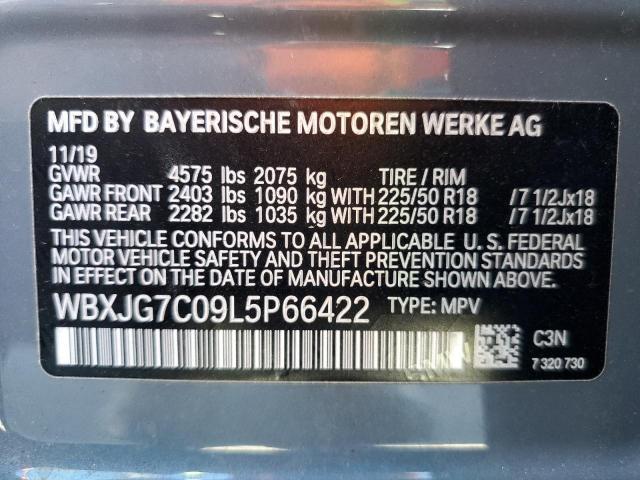 MFD BY BAYERISCHE MOTOREN WERKE AG
11/19
GVWR 4575 lbs 2075 kg TIRE / RIM
GAWR FRONT 2403 lbs 1090 kg WITH 225/50 R18 /7 1/2Jx18
GAWR REAR 2282 lbs 1035 kg WITH 225/50 R18 /7 1/2Jx18
THIS VEHICLE CONFORMS TO ALL APPLICABLE U.S. FEDERAL
MOTOR VEHICLE SAFETY AND THEFT PREVENTION STANDARDS
IN EFFECT ON THE DATE OF MANUFACTURE SHOWN ABOVE.
WBXJG7C09L5P66422 TYPE: MPV
C3N
7 320 730